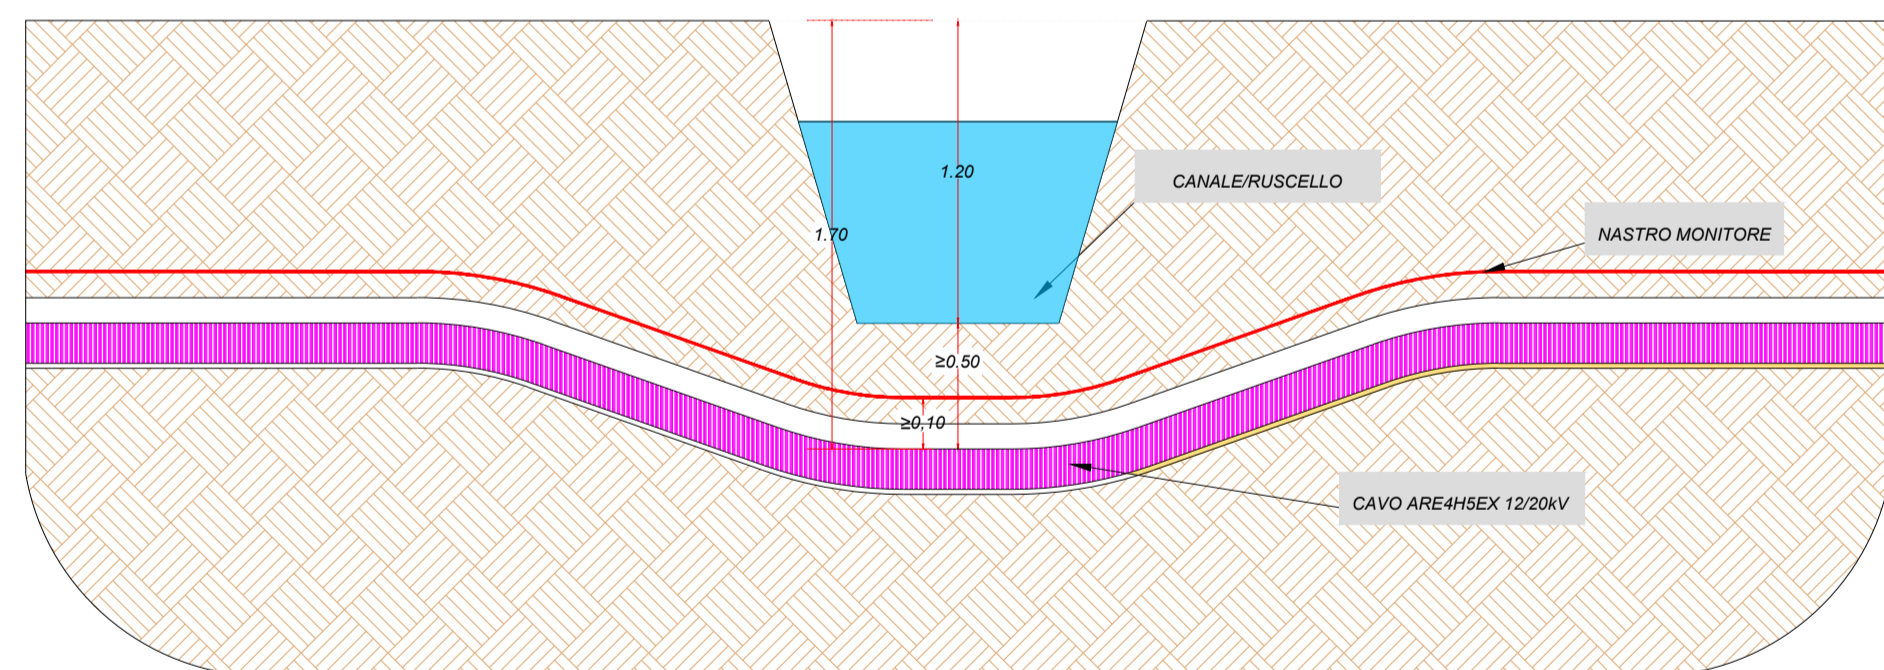 1.20
CANALE/RUSCELLO
1.70
NASTRO MONITORE
≥0.50
≥0,10
CAVO ARE4H5EX 12/20kV